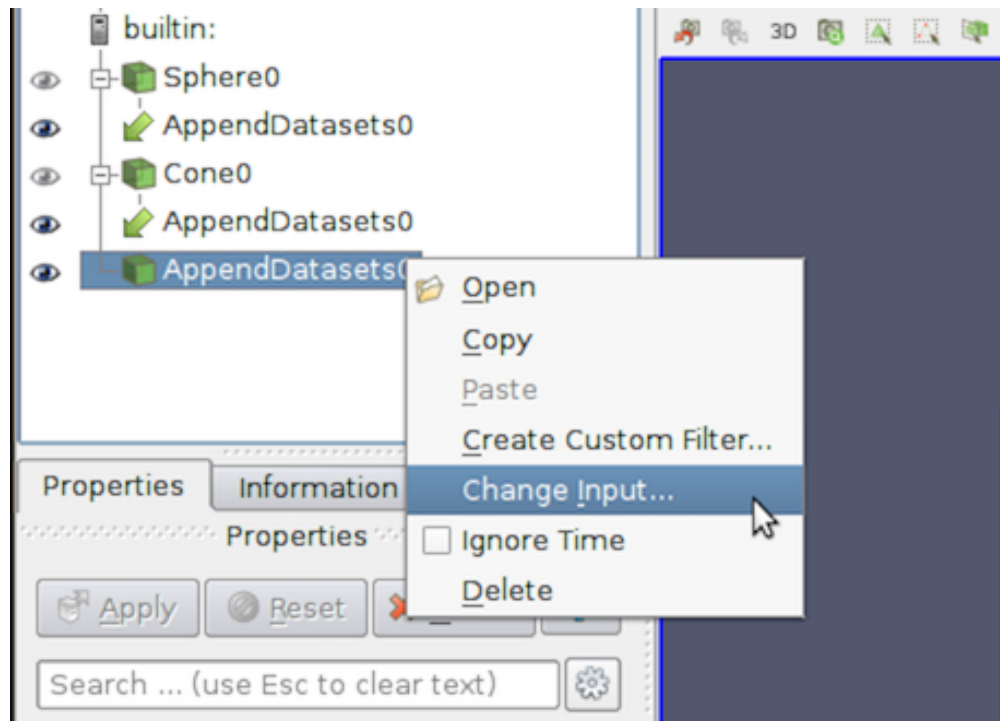 builtin:
3D
Sphere0
AppendDatasets0
Cone0
AppendDatasets0
AppendDatasets0
Open
Copy
Paste
Create Custom Filter...
Change Input...
Ignore Time
Delete
Properties
Information
Properties
Apply
Reset
Search ... (use Esc to clear text)